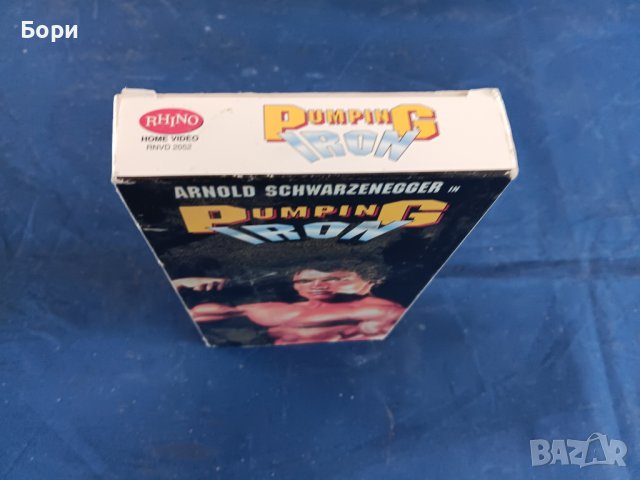 Бори
RHINO
HOME VIDEO
RNVD 2052
PUMPING
IRON
ARNOLD SCHWARZENEGGER IN
PUMPING
IRON
BAZAR